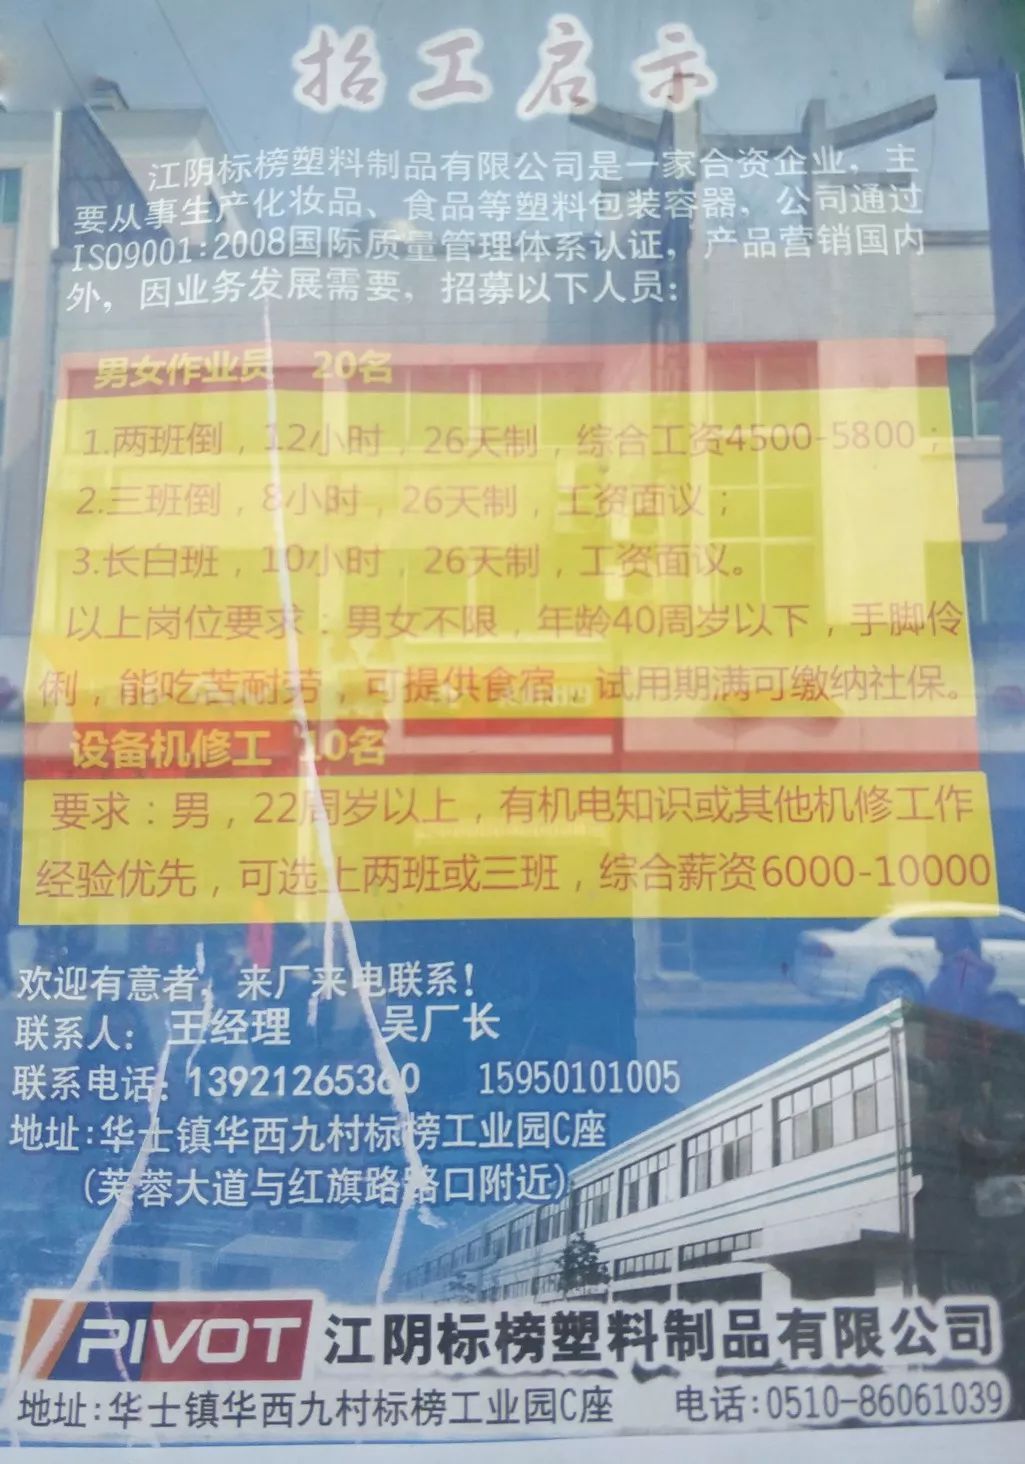 招工启示
江阴标榜塑料制品有限公司是一家合资企业，主
要从事生产化妆品、食品等塑料包装容器，公司通过
ISO9001:2008国际质量管理体系认证，产品营销国内
外，因业务发展需要，招募以下人员：
男女作业员 20名
1.两班倒，12小时，26天制，综合工资4500-5800；
2.三班倒，8小时，26天制，工资面议；
3.长白班，10小时，26天制，工资面议。
以上岗位要求：男女不限，年龄40周岁以下，手脚伶
俐，能吃苦耐劳，可提供食宿，试用期满可缴纳社保。
设备机修工 10名
要求：男，22周岁以上，有机电知识或其他机修工作
经验优先，可选上两班或三班，综合薪资6000-10000
欢迎有意者，来厂来电联系！
联系人：王经理 吴厂长
联系电话：13921265360 15950101005
地址:华士镇华西九村标榜工业园C座
(芙蓉大道与红旗路路口附近)
PIVOT 江阴标榜塑料制品有限公司
地址:华士镇华西九村标榜工业园C座 电话:0510-86061039